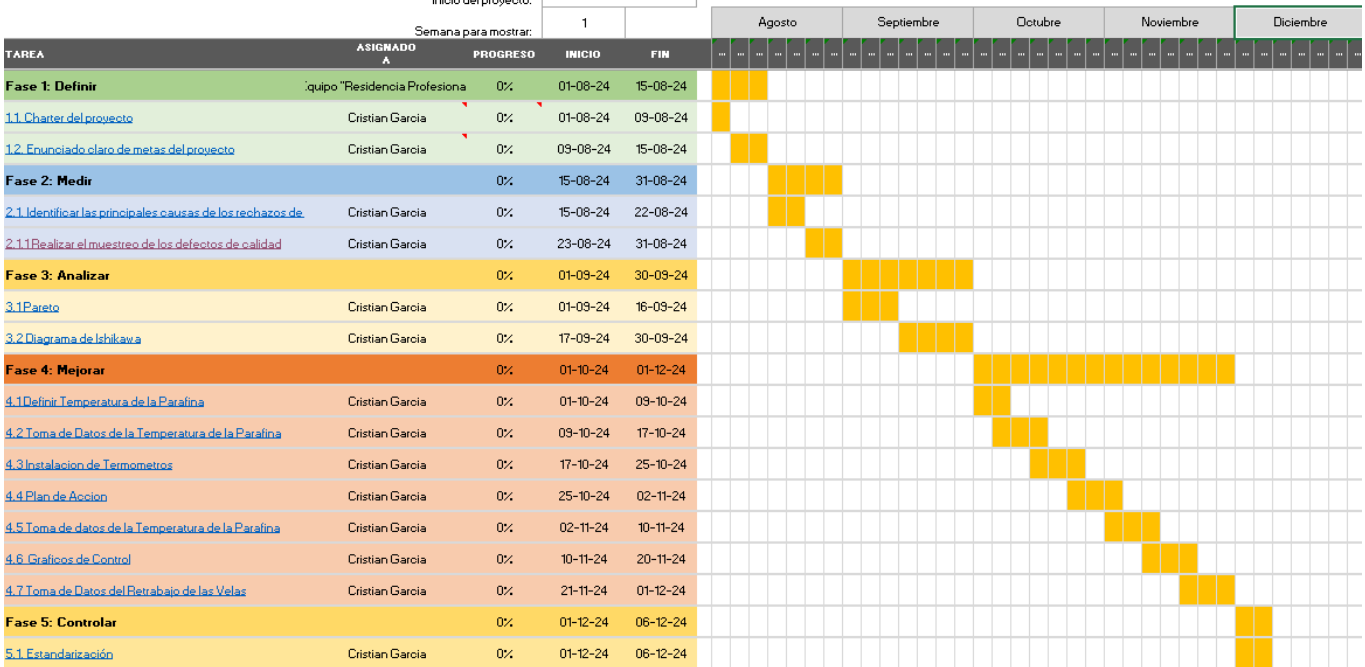 Inicio del proyecto:
Semana para mostrar: 1 Agosto Septiembre Octubre Noviembre Diciembre
TAREA ASIGNADO A PROGRESO INICIO FIN ... ... ... ... ... ... ... ... ... ... ... ... ... ... ... ... ... ... ... ... ... ... ... ... ... ... ... ... ... ... ... ... ... ... ...
Fase 1: Definir quipo "Residencia Profesiona 0% 01-08-24 15-08-24
1.1. Charter del proyecto Cristian Garcia 0% 01-08-24 09-08-24
1.2. Enunciado claro de metas del proyecto Cristian Garcia 0% 09-08-24 15-08-24
Fase 2: Medir 0% 15-08-24 31-08-24
2.1. Identificar las principales causas de los rechazos de Cristian Garcia 0% 15-08-24 22-08-24
2.1.1Realizar el muestreo de los defectos de calidad Cristian Garcia 0% 23-08-24 31-08-24
Fase 3: Analizar 0% 01-09-24 30-09-24
3.1Pareto Cristian Garcia 0% 01-09-24 16-09-24
3.2 Diagrama de Ishikawa Cristian Garcia 0% 17-09-24 30-09-24
Fase 4: Mejorar 0% 01-10-24 01-12-24
4.1Definir Temperatura de la Parafina Cristian Garcia 0% 01-10-24 09-10-24
4.2 Toma de Datos de la Temperatura de la Parafina Cristian Garcia 0% 09-10-24 17-10-24
4.3 Instalacion de Termometros Cristian Garcia 0% 17-10-24 25-10-24
4.4 Plan de Accion Cristian Garcia 0% 25-10-24 02-11-24
4.5 Toma de datos de la Temperatura de la Parafina Cristian Garcia 0% 02-11-24 10-11-24
4.6 Graficos de Control Cristian Garcia 0% 10-11-24 20-11-24
4.7 Toma de Datos del Retrabajo de las Velas Cristian Garcia 0% 21-11-24 01-12-24
Fase 5: Controlar 0% 01-12-24 06-12-24
5.1. Estandarización Cristian Garcia 0% 01-12-24 06-12-24